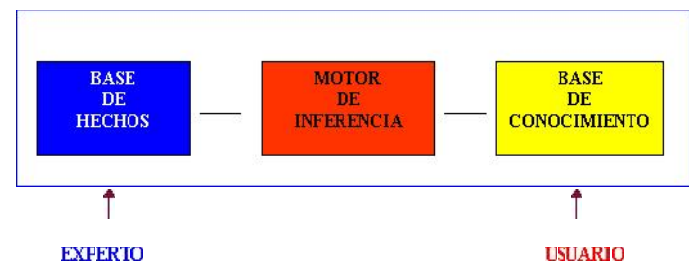 BASE
DE
HECHOS
MOTOR
DE
INFERENCIA
BASE
DE
CONOCIMIENTO
EXPERTO
USUARIO